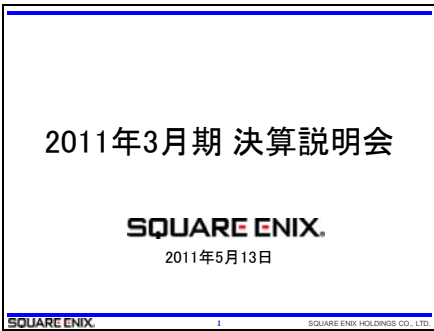 2011年3月期 決算説明会
SQUARE ENIX.
2011年5月13日
SQUARE ENIX.
1
SQUARE ENIX HOLDINGS CO., LTD.